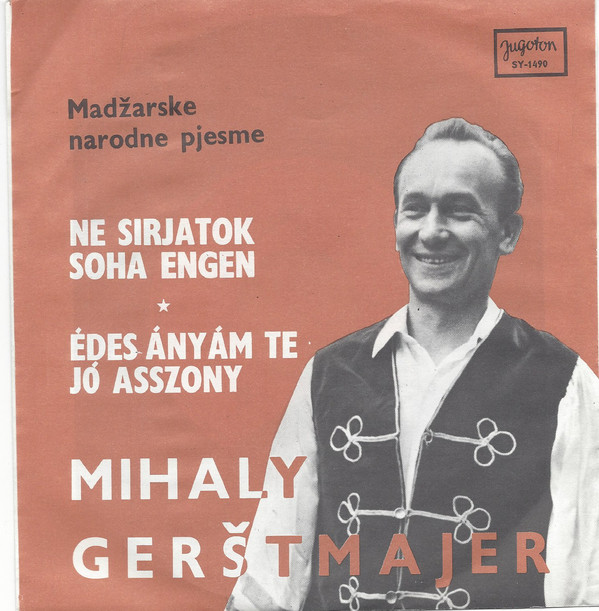 Jugoton
SY-1490
Madžarske
narodne pjesme
NE SIRJATOK
SOHA ENGEN
★
ÉDES ÁNYÁM TE
JÓ ASSZONY
MIHALY
GERŠTMAJER